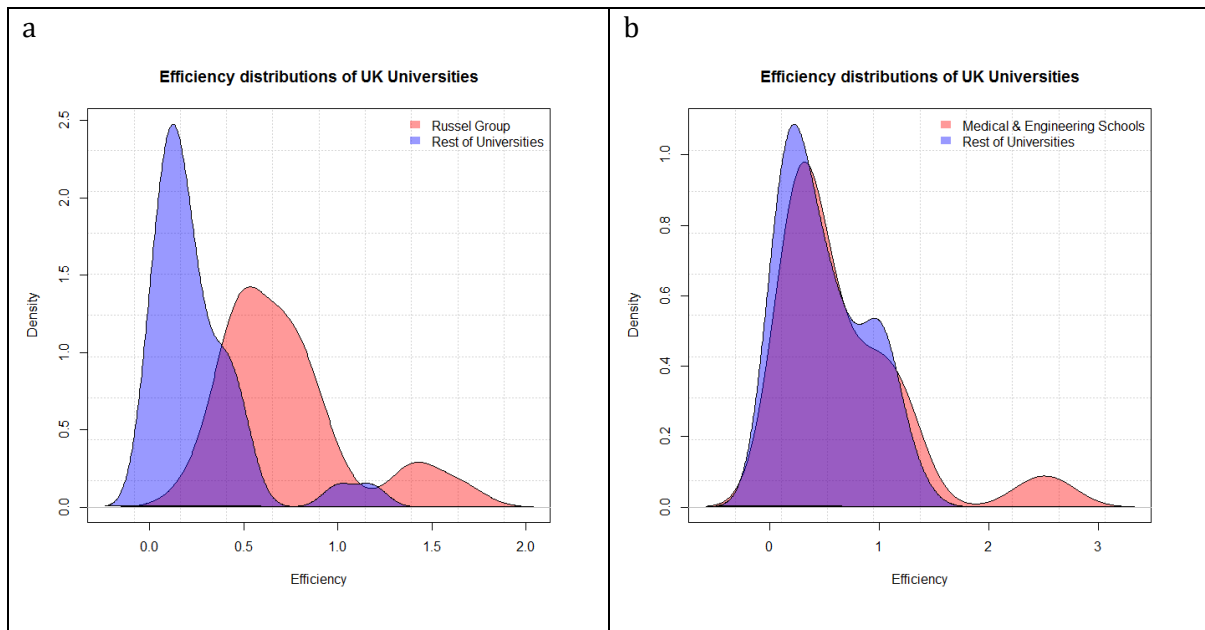 a
Efficiency distributions of UK Universities
Russel Group
Rest of Universities
Density
2.5
2.0
1.5
1.0
0.5
0.0
0.0 0.5 1.0 1.5 2.0
Efficiency
b
Efficiency distributions of UK Universities
Medical & Engineering Schools
Rest of Universities
Density
1.0
0.8
0.6
0.4
0.2
0.0
0 1 2 3
Efficiency